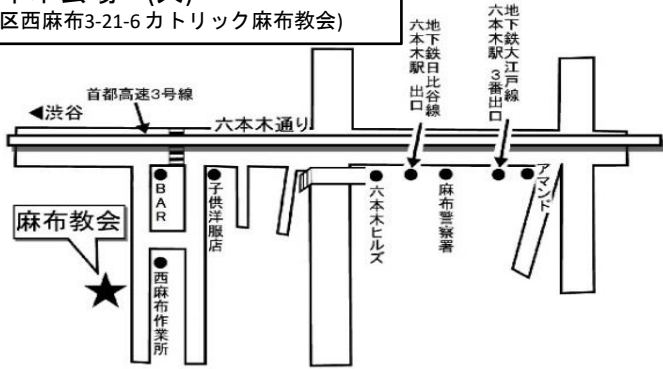 区西麻布3-21-6 カトリック麻布教会)
◀渋谷
首都高速3号線
六本木通り
地下鉄日比谷線
六本木駅 出口
地下鉄大江戸線
六本木駅 3番出口
BAR
子供洋服店
六本木ヒルズ
麻布警察署
アマンド
麻布教会
西麻布作業所